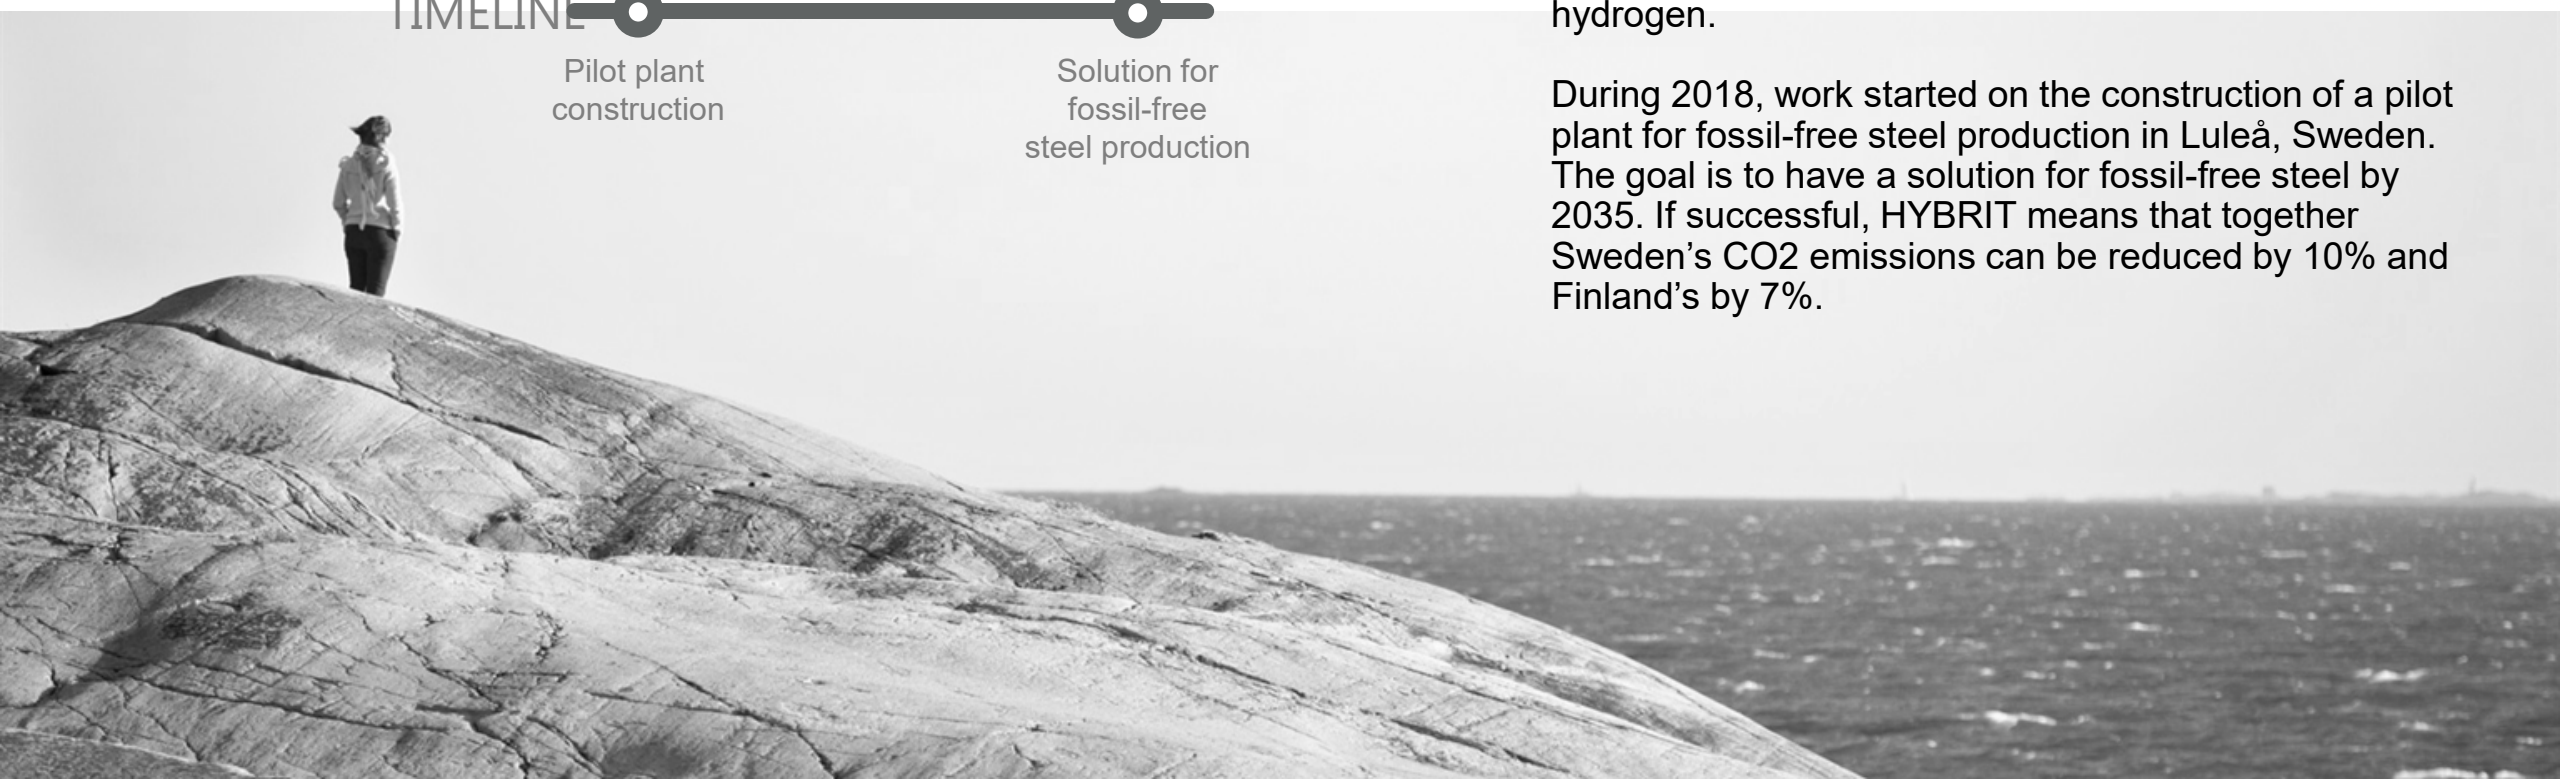 TIMELINE
Pilot plant
construction
Solution for
fossil-free
steel production
hydrogen.
During 2018, work started on the construction of a pilot
plant for fossil-free steel production in Luleå, Sweden.
The goal is to have a solution for fossil-free steel by
2035. If successful, HYBRIT means that together
Sweden’s CO2 emissions can be reduced by 10% and
Finland’s by 7%.